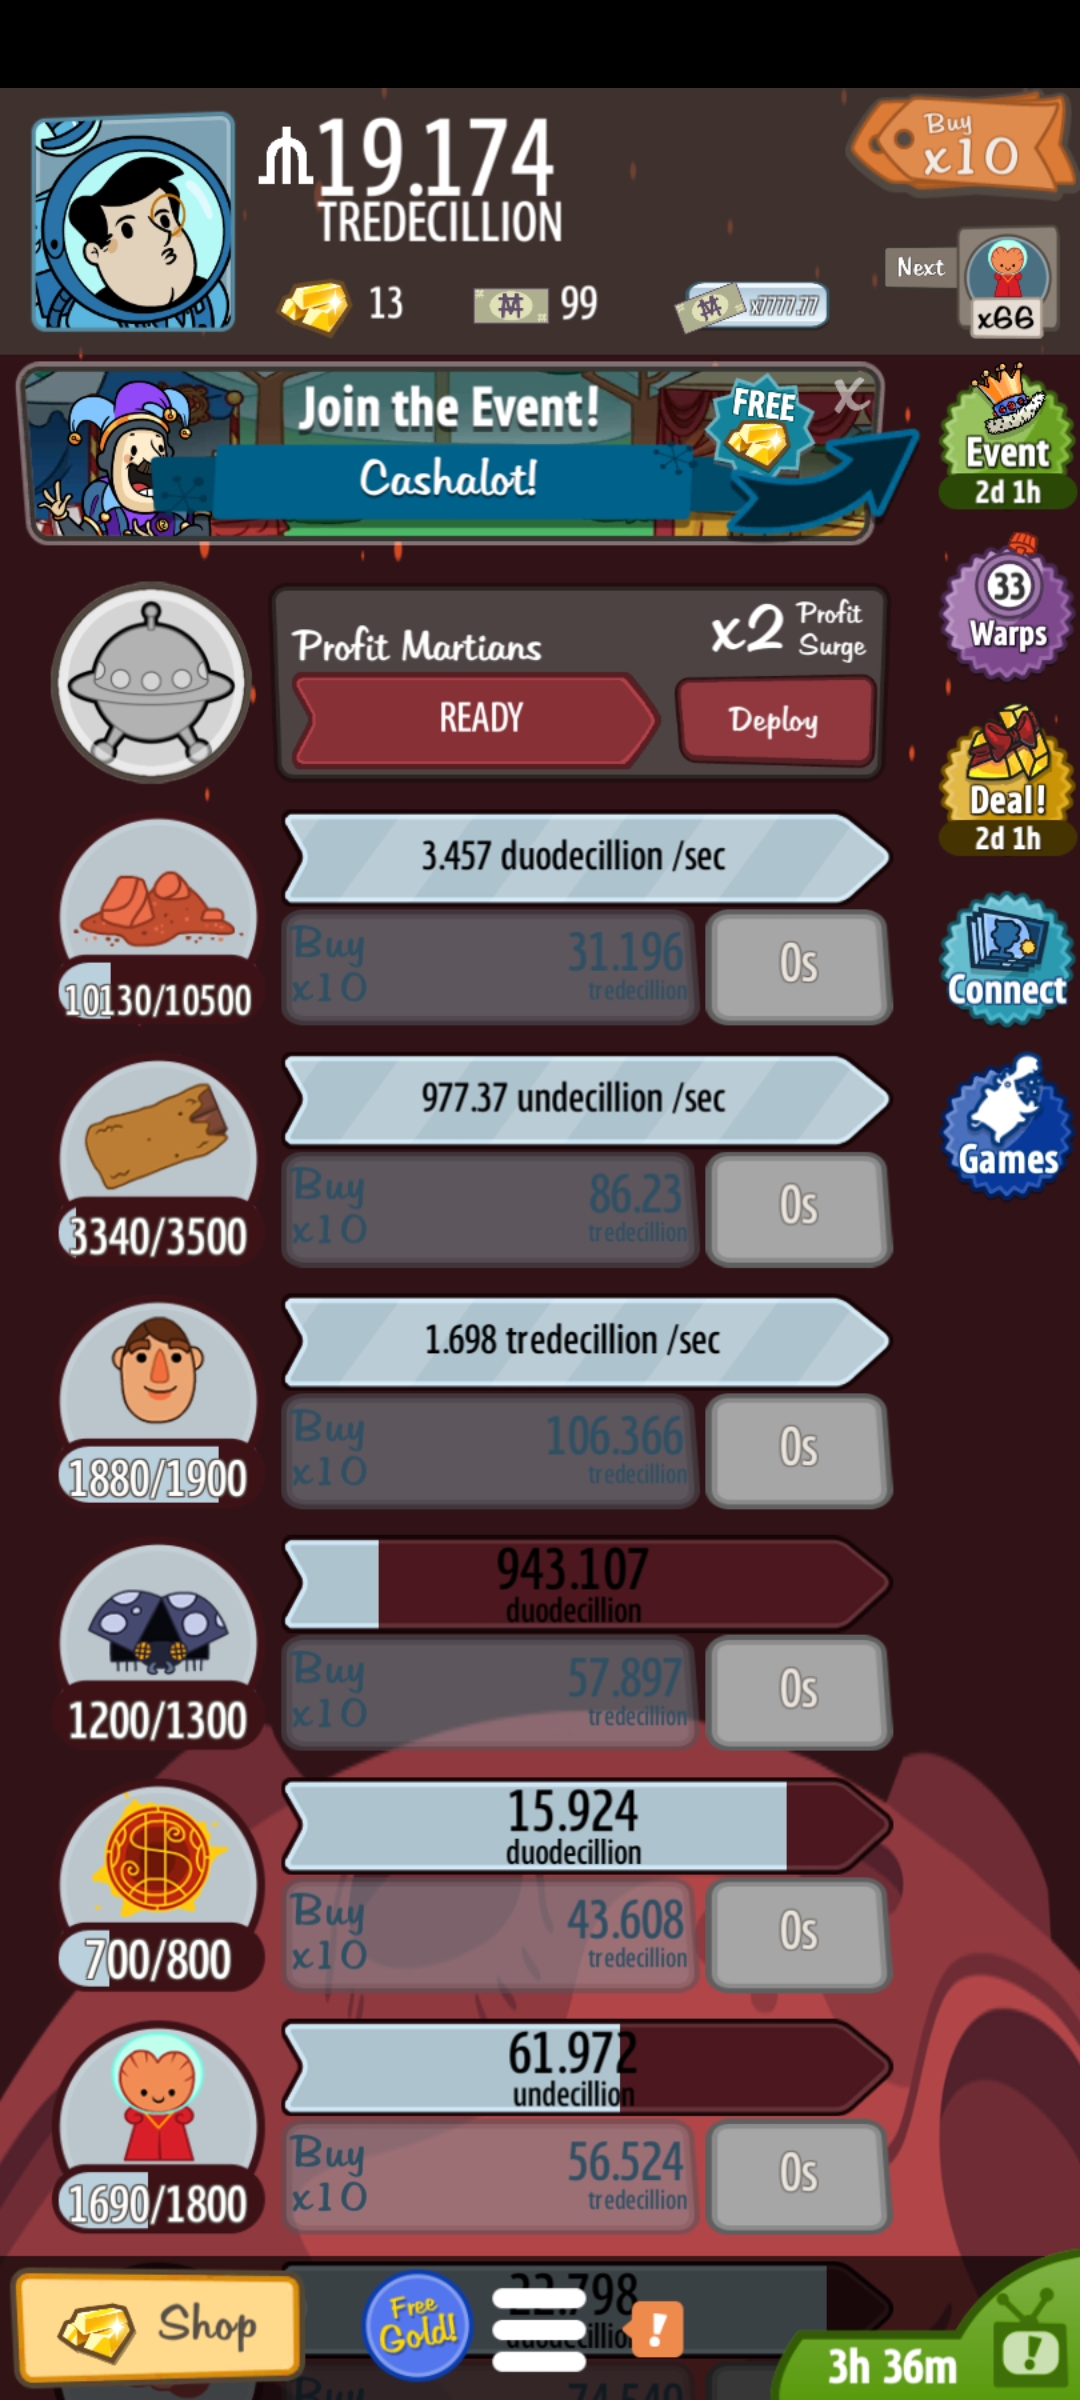 19.174
TREDECILLION
Buy
x10
13
99
x7777.77
Next
x66
Join the Event!
Cashalot!
FREE
X
Event
2d 1h
Profit Martians
x2 Profit
Surge
READY
Deploy
33
Warps
Deal!
2d 1h
3.457 duodecillion /sec
Buy
x10
31.196
tredecillion
0s
10130/10500
Connect
977.37 undecillion /sec
Buy
x10
86.23
tredecillion
0s
3340/3500
Games
1.698 tredecillion /sec
Buy
x10
106.366
tredecillion
0s
1880/1900
943.107
duodecillion
Buy
x10
57.897
tredecillion
0s
1200/1300
15.924
duodecillion
Buy
x10
43.608
tredecillion
0s
700/800
61.972
undecillion
Buy
x10
56.524
tredecillion
0s
1690/1800
Shop
Free
Gold!
!
3h 36m
!